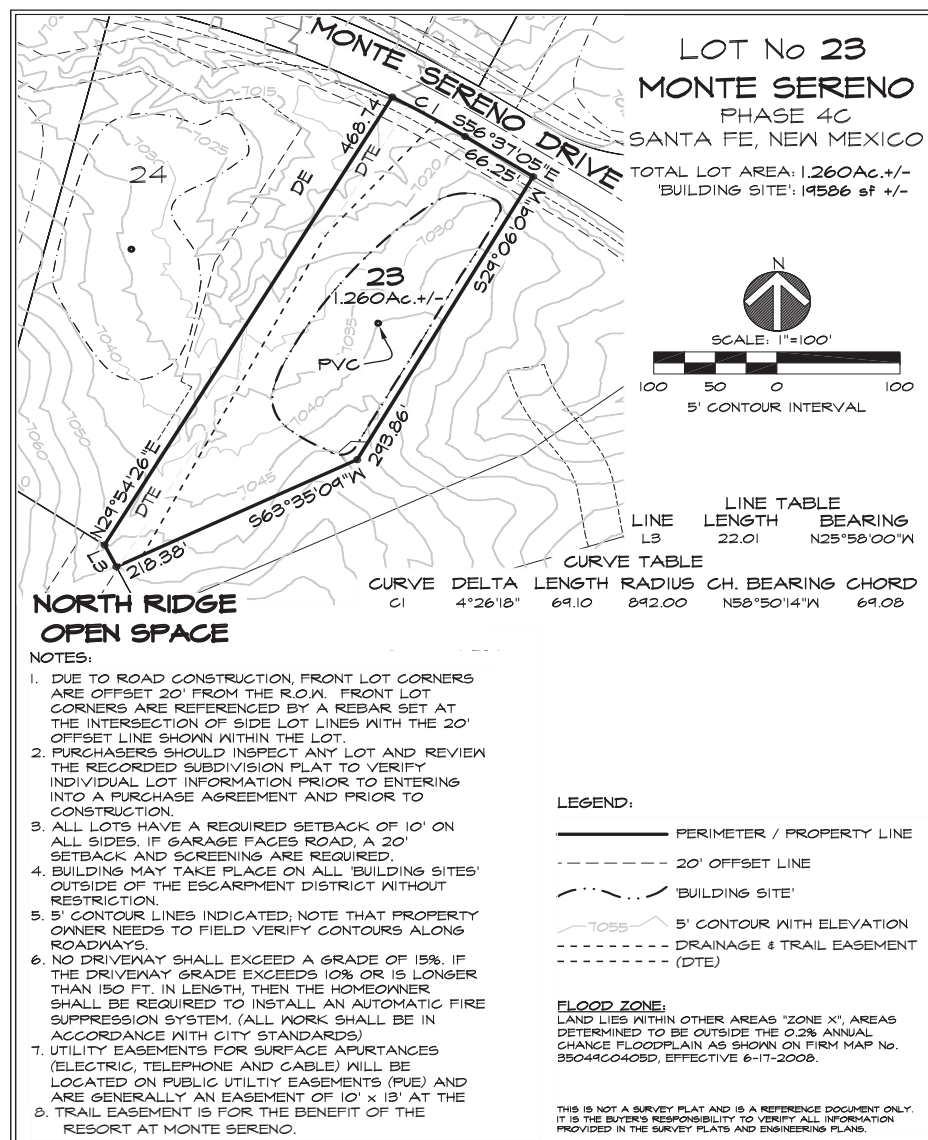 MONTE SERENO DRIVE
LOT No 23
MONTE SERENO
PHASE 4C
SANTA FE, NEW MEXICO
TOTAL LOT AREA: 1.260Ac.+/-
'BUILDING SITE': 19586 sf +/-
N
SCALE: 1"=100'
100 50 0 100
5' CONTOUR INTERVAL
7015
7025
7030
24
7040
7050
7060
468.74
C1
S56°37'05"E
66.25'
DE
DTE
7020
7030
S29°06'09"W
23
1.260Ac.+/-
7035
PVC
7040
293.86'
N29°54'26"E
DTE
7045
S63°35'09"W
L3
218.38'
NORTH RIDGE
OPEN SPACE
LINE TABLE
LINE LENGTH BEARING
L3 22.01 N25°58'00"W
CURVE TABLE
CURVE DELTA LENGTH RADIUS CH. BEARING CHORD
C1 4°26'18" 69.10 892.00 N58°50'14"W 69.08
NOTES:
1. DUE TO ROAD CONSTRUCTION, FRONT LOT CORNERS
ARE OFFSET 20' FROM THE R.O.W. FRONT LOT
CORNERS ARE REFERENCED BY A REBAR SET AT
THE INTERSECTION OF SIDE LOT LINES WITH THE 20'
OFFSET LINE SHOWN WITHIN THE LOT.
2. PURCHASERS SHOULD INSPECT ANY LOT AND REVIEW
THE RECORDED SUBDIVISION PLAT TO VERIFY
INDIVIDUAL LOT INFORMATION PRIOR TO ENTERING
INTO A PURCHASE AGREEMENT AND PRIOR TO
CONSTRUCTION.
3. ALL LOTS HAVE A REQUIRED SETBACK OF 10' ON
ALL SIDES. IF GARAGE FACES ROAD, A 20'
SETBACK AND SCREENING ARE REQUIRED.
4. BUILDING MAY TAKE PLACE ON ALL 'BUILDING SITES'
OUTSIDE OF THE ESCARPMENT DISTRICT WITHOUT
RESTRICTION.
5. 5' CONTOUR LINES INDICATED; NOTE THAT PROPERTY
OWNER NEEDS TO FIELD VERIFY CONTOURS ALONG
ROADWAYS.
6. NO DRIVEWAY SHALL EXCEED A GRADE OF 15%. IF
THE DRIVEWAY GRADE EXCEEDS 10% OR IS LONGER
THAN 150 FT. IN LENGTH, THEN THE HOMEOWNER
SHALL BE REQUIRED TO INSTALL AN AUTOMATIC FIRE
SUPPRESSION SYSTEM. (ALL WORK SHALL BE IN
ACCORDANCE WITH CITY STANDARDS)
7. UTILITY EASEMENTS FOR SURFACE APURTANCES
(ELECTRIC, TELEPHONE AND CABLE) WILL BE
LOCATED ON PUBLIC UTILTIY EASEMENTS (PUE) AND
ARE GENERALLY AN EASEMENT OF 10' x 13' AT THE
8. TRAIL EASEMENT IS FOR THE BENEFIT OF THE
RESORT AT MONTE SERENO.
LEGEND:
PERIMETER / PROPERTY LINE
20' OFFSET LINE
'BUILDING SITE'
7055 5' CONTOUR WITH ELEVATION
DRAINAGE & TRAIL EASEMENT
(DTE)
FLOOD ZONE:
LAND LIES WITHIN OTHER AREAS "ZONE X", AREAS
DETERMINED TO BE OUTSIDE THE 0.2% ANNUAL
CHANCE FLOODPLAIN AS SHOWN ON FIRM MAP No.
35049C0405D, EFFECTIVE 6-17-2008.
THIS IS NOT A SURVEY PLAT AND IS A REFERENCE DOCUMENT ONLY.
IT IS THE BUYER'S RESPONSIBILITY TO VERIFY ALL INFORMATION
PROVIDED IN THE SURVEY PLATS AND ENGINEERING PLANS.